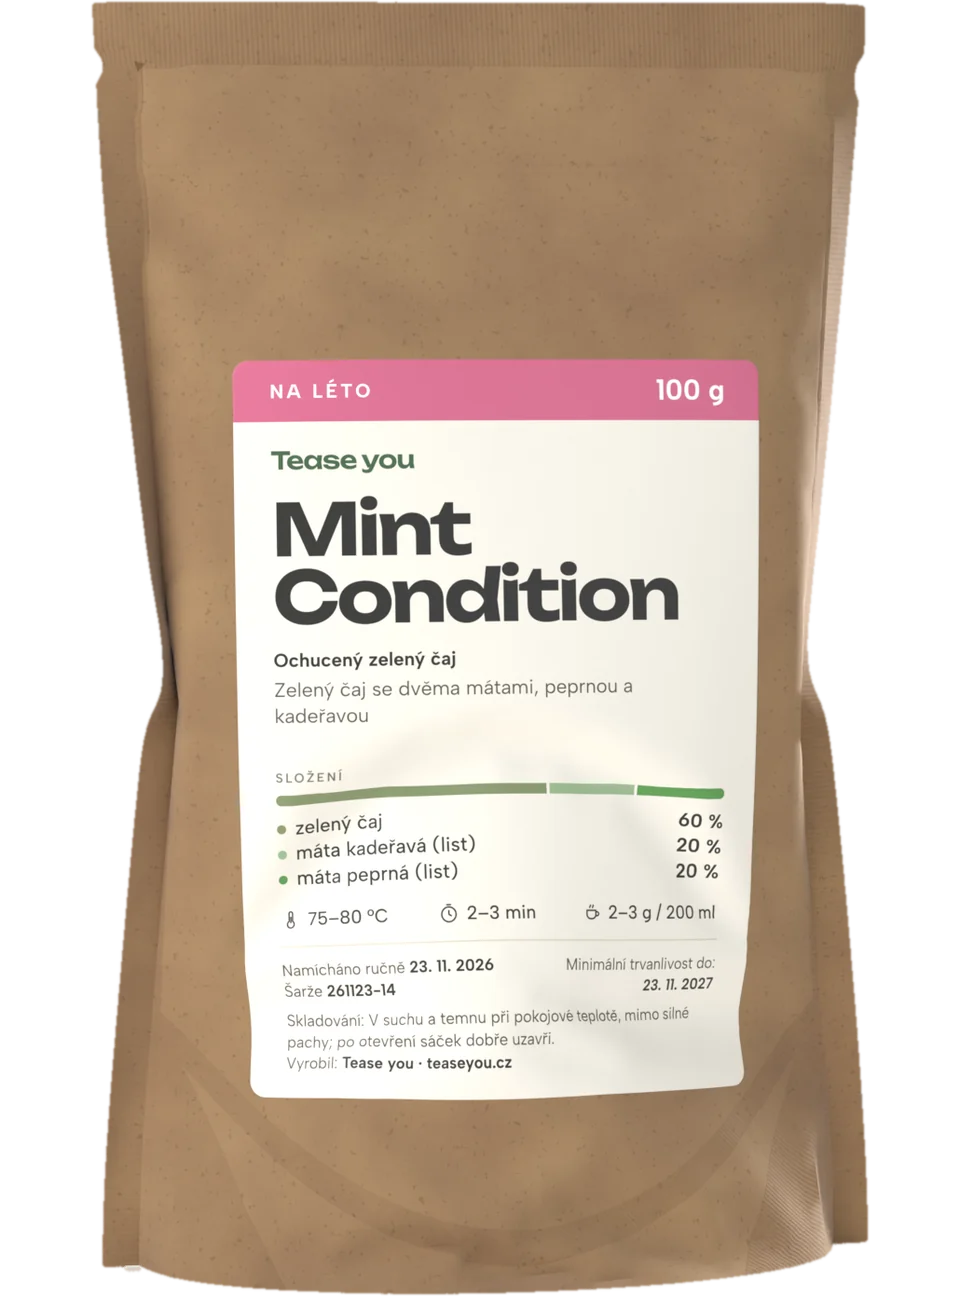 NA LÉTO 100 g
Tease you
Mint
Condition
Ochucený zelený čaj
Zelený čaj se dvěma mátami, peprnou a
kadeřavou
SLOŽENÍ
zelený čaj 60 %
máta kadeřavá (list) 20 %
máta peprná (list) 20 %
75–80 °C 2–3 min 2–3 g / 200 ml
Namícháno ručně 23. 11. 2026 Minimální trvanlivost do:
Šarže 261123-14 23. 11. 2027
Skladování: V suchu a temnu při pokojové teplotě, mimo silné
pachy; po otevření sáček dobře uzavři.
Vyrobil: Tease you · teaseyou.cz